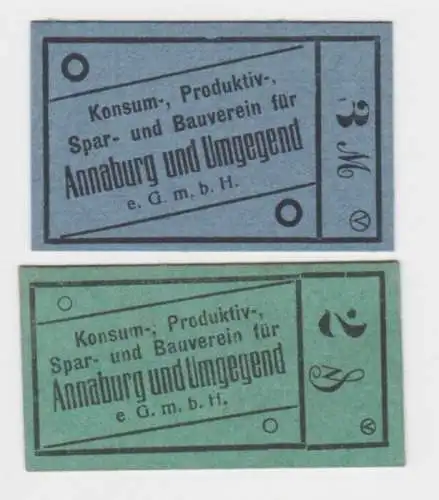 Konsum-, Produktiv-,
Spar- und Bauverein für
Annaburg und Umgegend
e. G. m. b. H.
3 M
V
Konsum-, Produktiv-,
Spar- und Bauverein für
Annaburg und Umgegend
e. G. m. b. H.
2
V